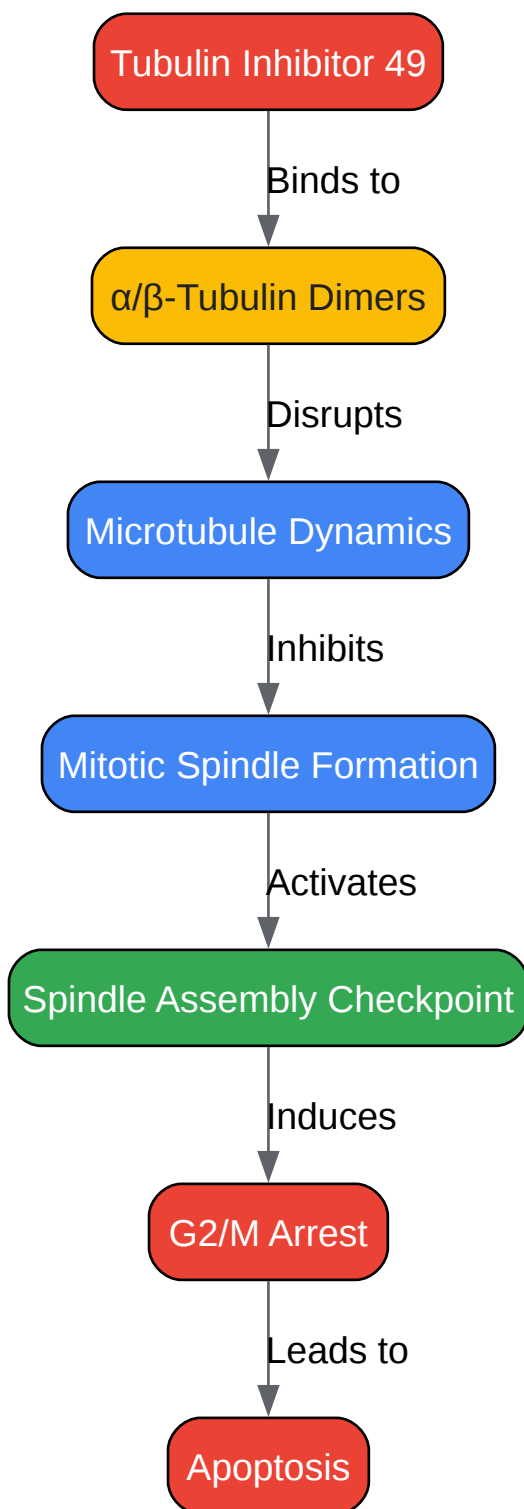 Tubulin Inhibitor 49
Binds to
α/β-Tubulin Dimers
Disrupts
Microtubule Dynamics
Inhibits
Mitotic Spindle Formation
Activates
Spindle Assembly Checkpoint
Induces
G2/M Arrest
Leads to
Apoptosis